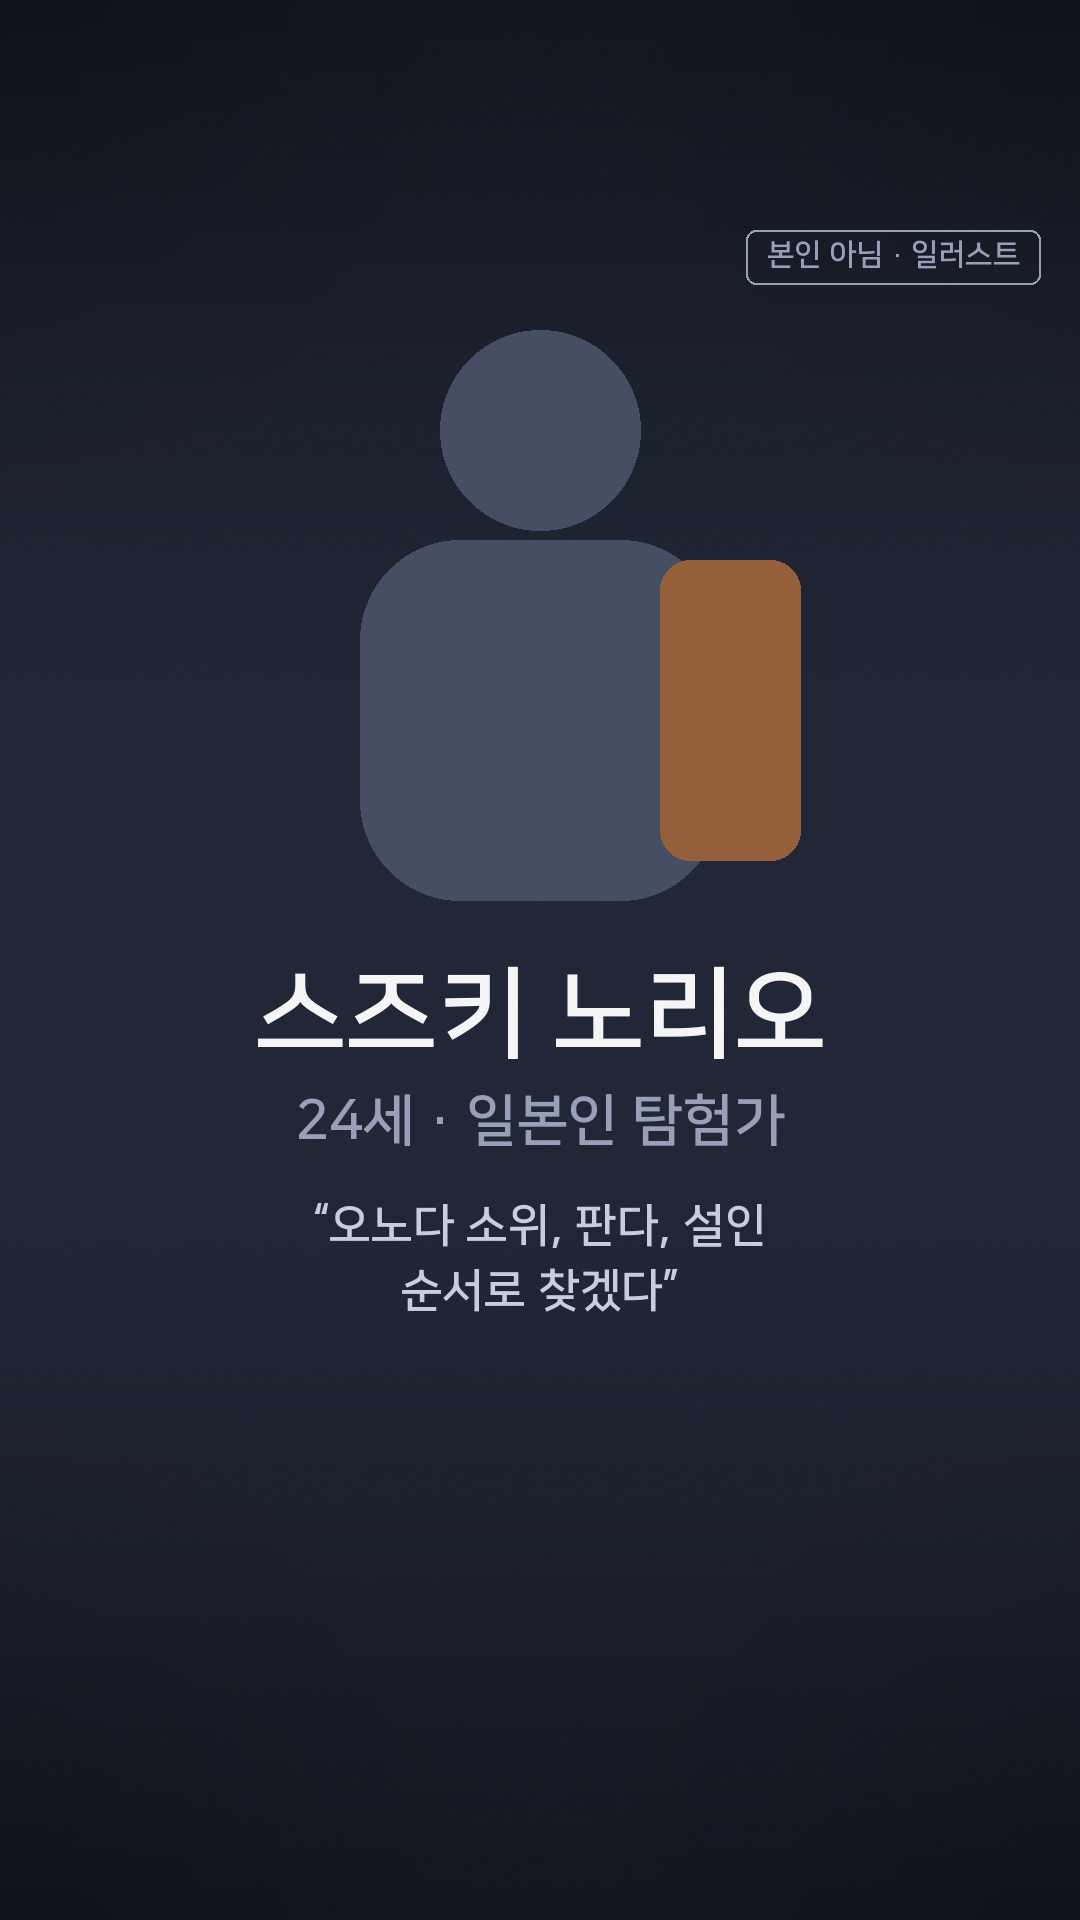 본인 아님 · 일러스트
스즈키 노리오
24세 · 일본인 탐험가
“오노다 소위, 판다, 설인
순서로 찾겠다”